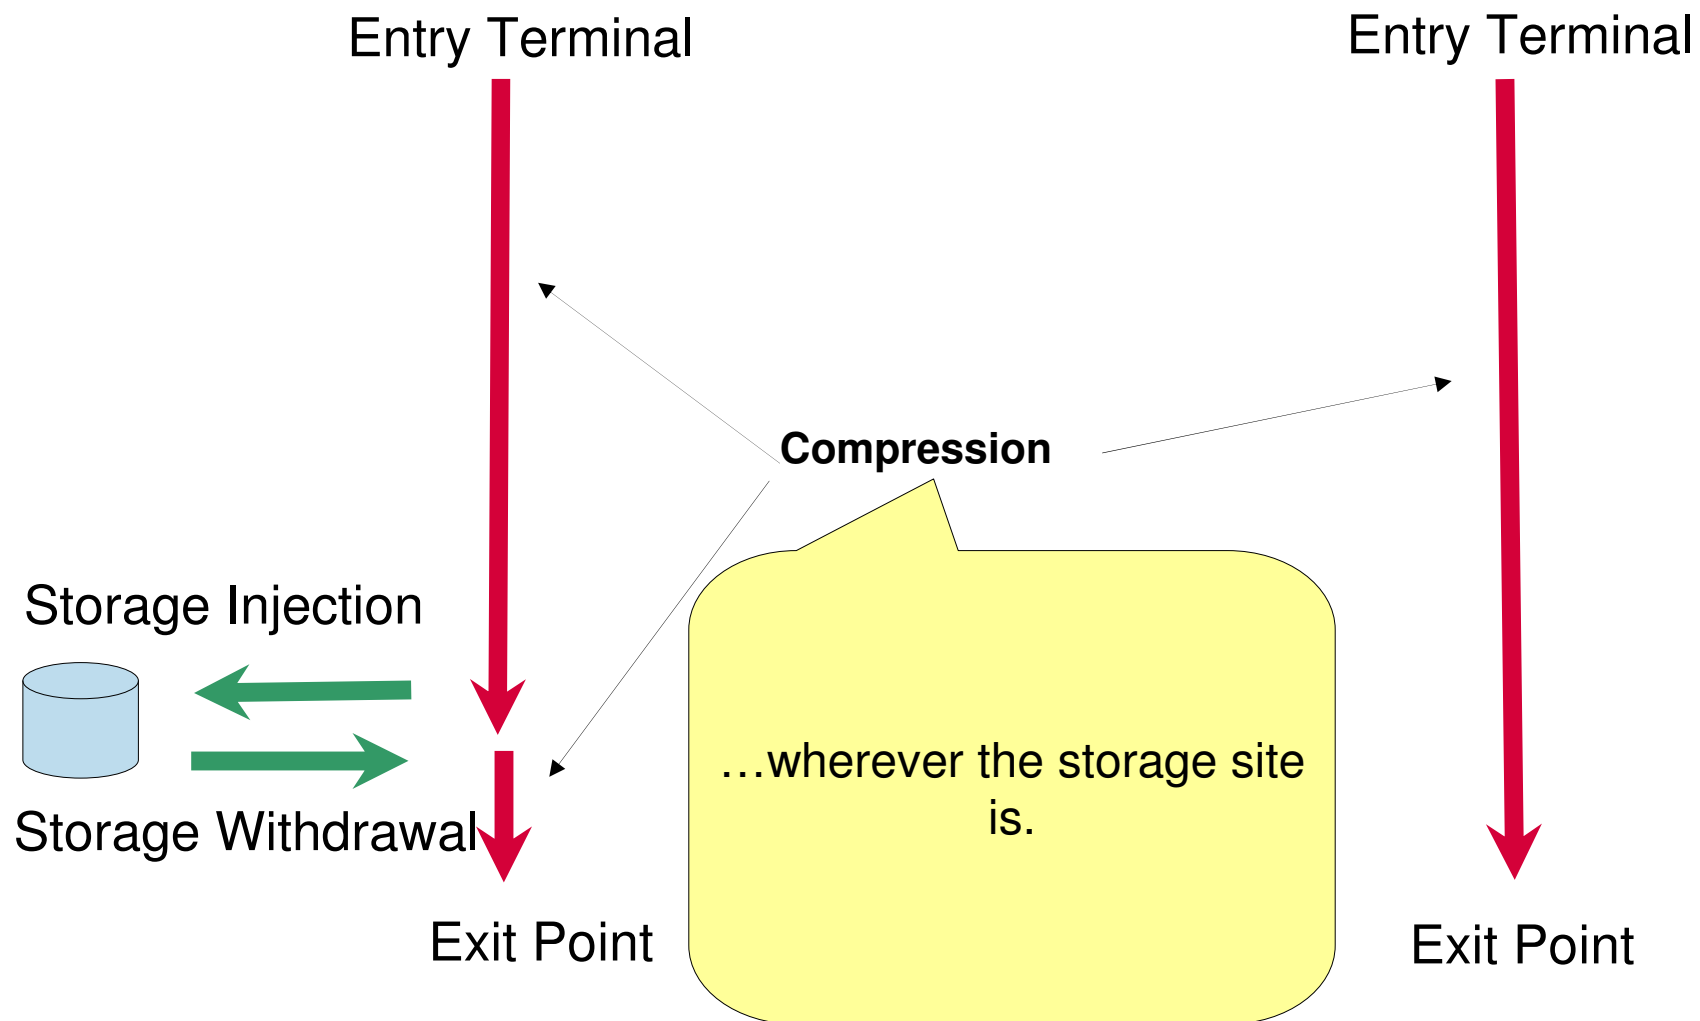 Entry Terminal
Entry Terminal
Compression
Storage Injection
…wherever the storage site
is.
Storage Withdrawal
Exit Point
Exit Point